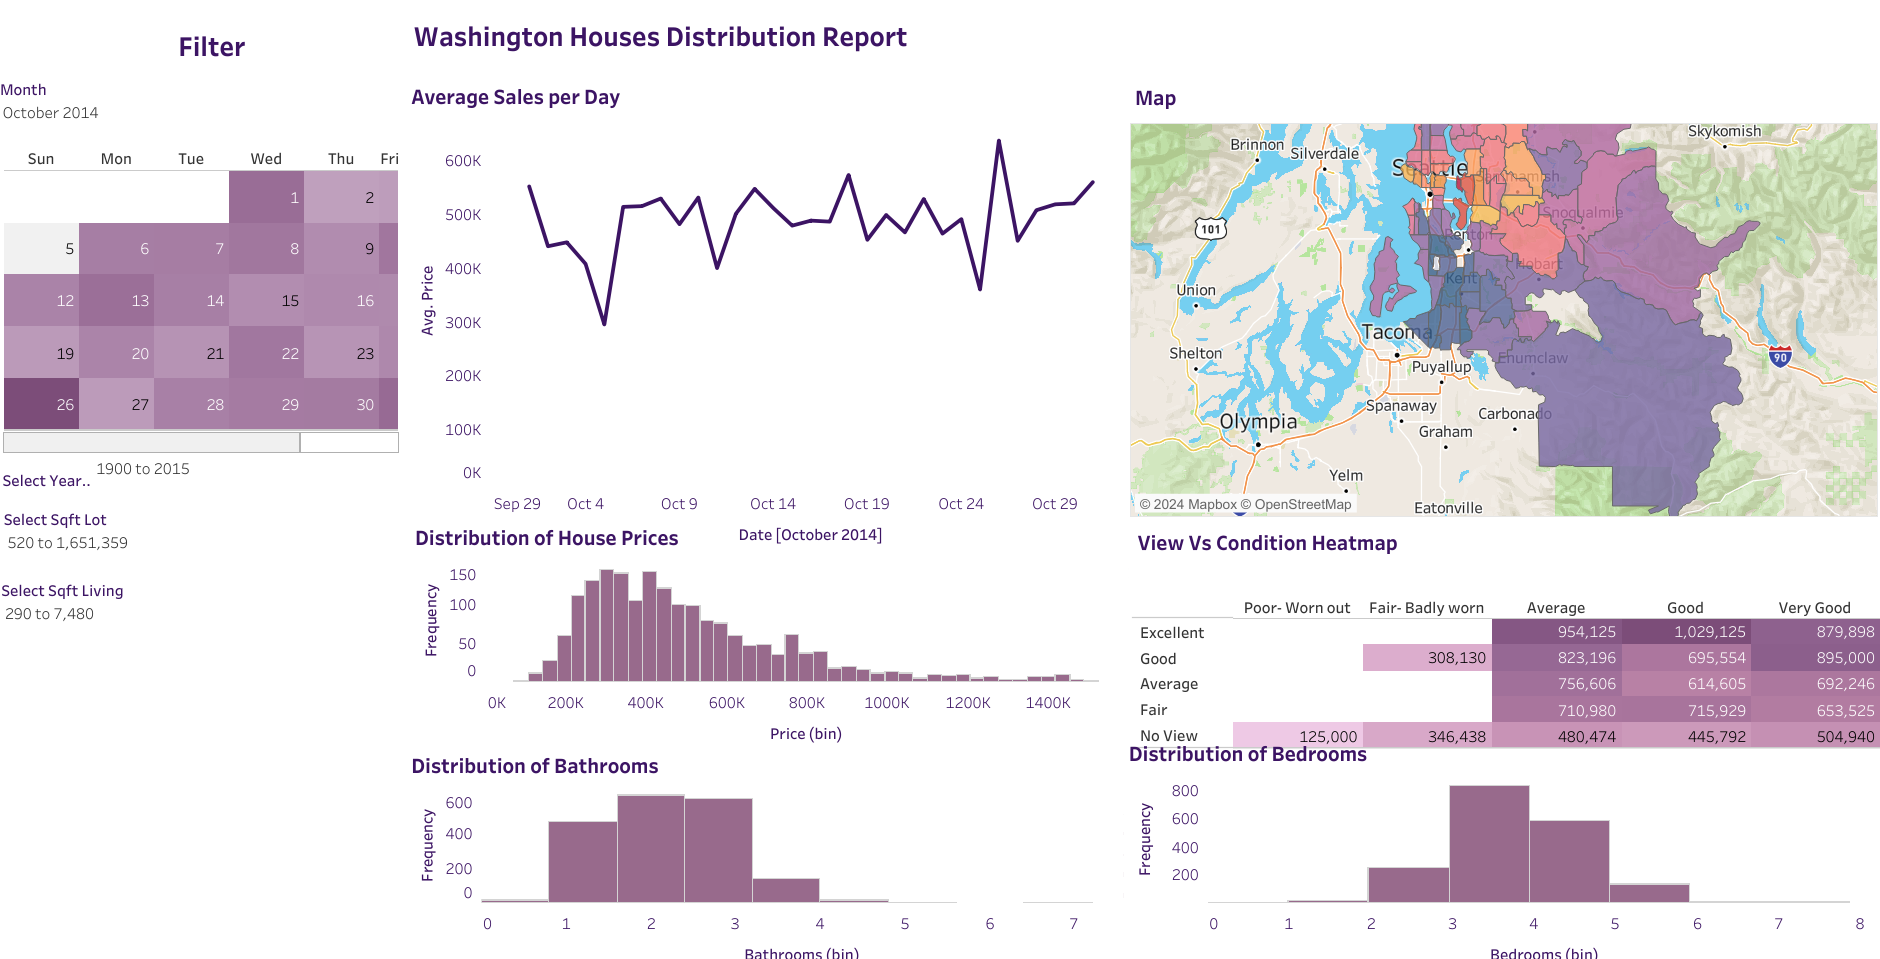 Filter
Month
October 2014
Sun Mon Tue Wed Thu Fri
1 2
5 6 7 8 9
12 13 14 15 16
19 20 21 22 23
26 27 28 29 30
1900 to 2015
Select Year..
Select Sqft Lot
520 to 1,651,359
Select Sqft Living
290 to 7,480
Washington Houses Distribution Report
Average Sales per Day
Avg. Price
600K
500K
400K
300K
200K
100K
0K
Sep 29 Oct 4 Oct 9 Oct 14 Oct 19 Oct 24 Oct 29
Date [October 2014]
Distribution of House Prices
Frequency
150
100
50
0
0K 200K 400K 600K 800K 1000K 1200K 1400K
Price (bin)
Distribution of Bathrooms
Frequency
600
400
200
0
0 1 2 3 4 5 6 7
Bathrooms (bin)
Map
Skykomish
Brinnon
Silverdale
Seattle
Sammamish
Snoqualmie
101
Renton
Hobart
Kent
Union
Tacoma
Shelton
Enumclaw
90
Puyallup
Spanaway
Carbonado
Olympia
Graham
Yelm
Eatonville
© 2024 Mapbox © OpenStreetMap
View Vs Condition Heatmap
Poor- Worn out Fair- Badly worn Average Good Very Good
Excellent 954,125 1,029,125 879,898
Good 308,130 823,196 695,554 895,000
Average 756,606 614,605 692,246
Fair 710,980 715,929 653,525
No View 125,000 346,438 480,474 445,792 504,940
Distribution of Bedrooms
Frequency
800
600
400
200
0 1 2 3 4 5 6 7 8
Bedrooms (bin)